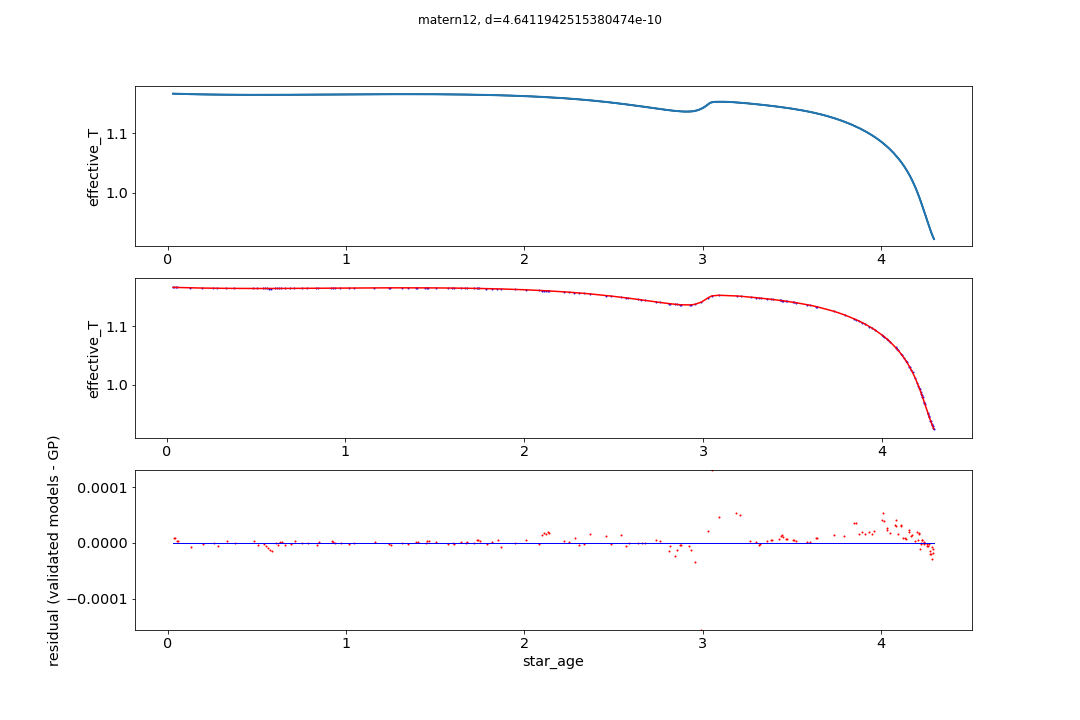 matern12, d=4.6411942515380474e-10
effective_T
1.1
1.0
0 1 2 3 4
effective_T
1.1
1.0
0 1 2 3 4
residual (validated models - GP)
0.0001
0.0000
−0.0001
0 1 2 3 4
star_age